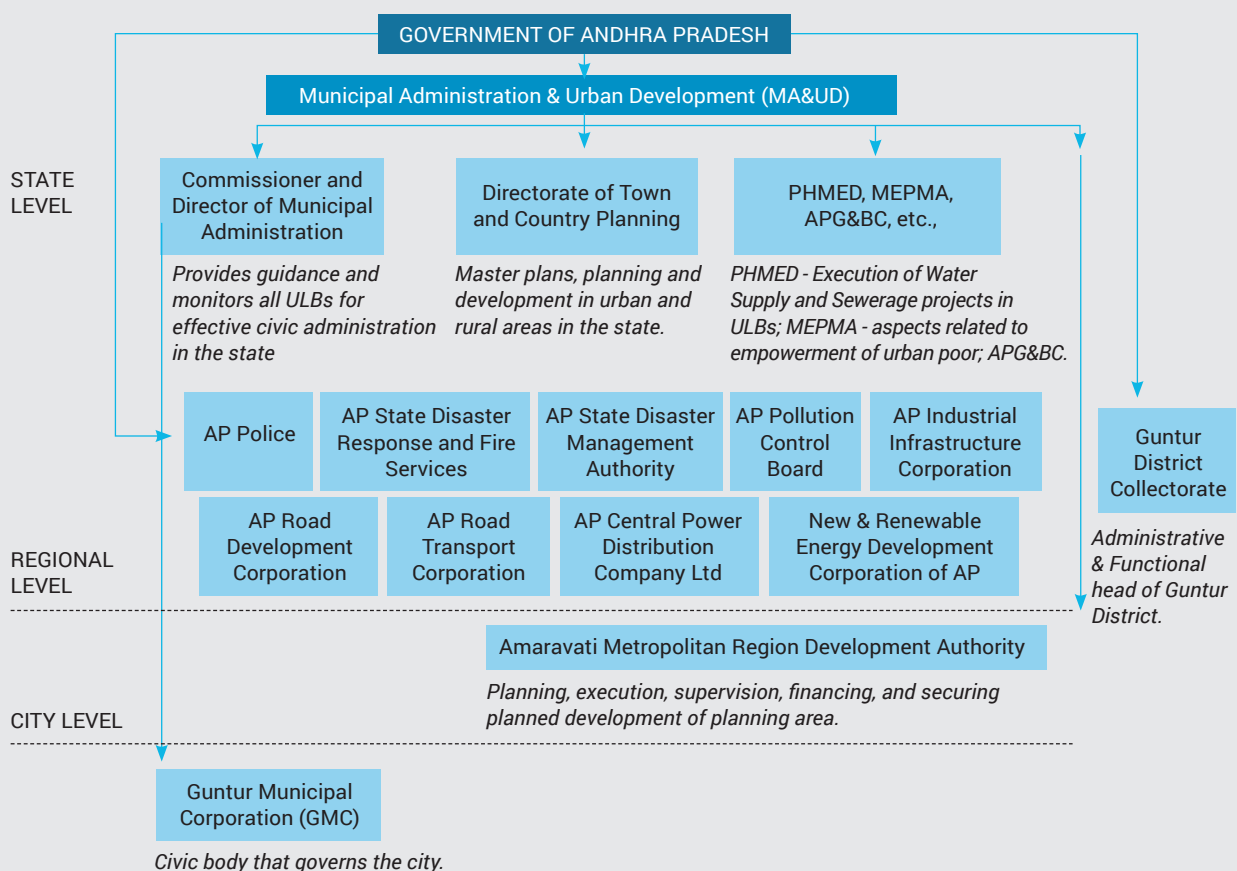 GOVERNMENT OF ANDHRA PRADESH
Municipal Administration & Urban Development (MA&UD)
STATE
LEVEL
Commissioner and
Director of Municipal
Administration
Provides guidance and
monitors all ULBs for
effective civic administration
in the state
Directorate of Town
and Country Planning
Master plans, planning and
development in urban and
rural areas in the state.
PHMED, MEPMA,
APG&BC, etc.,
PHMED - Execution of Water
Supply and Sewerage projects in
ULBs; MEPMA - aspects related to
empowerment of urban poor; APG&BC.
AP Police
AP State Disaster
Response and Fire
Services
AP State Disaster
Management
Authority
AP Pollution
Control
Board
AP Industrial
Infrastructure
Corporation
Guntur
District
Collectorate
Administrative
& Functional
head of Guntur
District.
REGIONAL
LEVEL
AP Road
Development
Corporation
AP Road
Transport
Corporation
AP Central Power
Distribution
Company Ltd
New & Renewable
Energy Development
Corporation of AP
Amaravati Metropolitan Region Development Authority
Planning, execution, supervision, financing, and securing
planned development of planning area.
CITY LEVEL
Guntur Municipal
Corporation (GMC)
Civic body that governs the city.